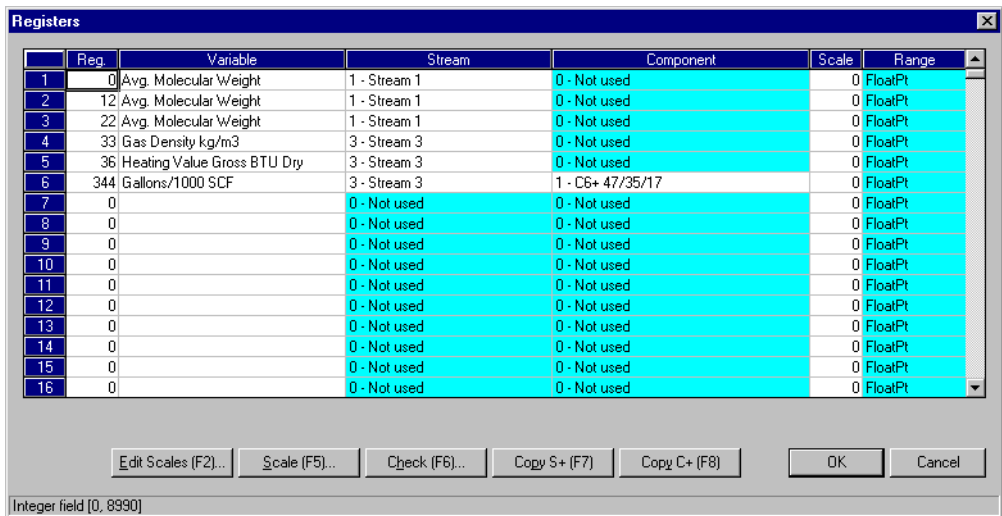 Registers
Reg. Variable Stream Component Scale Range
1 0 Avg. Molecular Weight 1 - Stream 1 0 - Not used 0 FloatPt
2 12 Avg. Molecular Weight 1 - Stream 1 0 - Not used 0 FloatPt
3 22 Avg. Molecular Weight 1 - Stream 1 0 - Not used 0 FloatPt
4 33 Gas Density kg/m3 3 - Stream 3 0 - Not used 0 FloatPt
5 36 Heating Value Gross BTU Dry 3 - Stream 3 0 - Not used 0 FloatPt
6 344 Gallons/1000 SCF 3 - Stream 3 1 - C6+ 47/35/17 0 FloatPt
7 0 0 - Not used 0 - Not used 0 FloatPt
8 0 0 - Not used 0 - Not used 0 FloatPt
9 0 0 - Not used 0 - Not used 0 FloatPt
10 0 0 - Not used 0 - Not used 0 FloatPt
11 0 0 - Not used 0 - Not used 0 FloatPt
12 0 0 - Not used 0 - Not used 0 FloatPt
13 0 0 - Not used 0 - Not used 0 FloatPt
14 0 0 - Not used 0 - Not used 0 FloatPt
15 0 0 - Not used 0 - Not used 0 FloatPt
16 0 0 - Not used 0 - Not used 0 FloatPt
Edit Scales (F2)... Scale (F5)... Check (F6)... Copy S+ (F7) Copy C+ (F8) OK Cancel
Integer field [0, 8990]